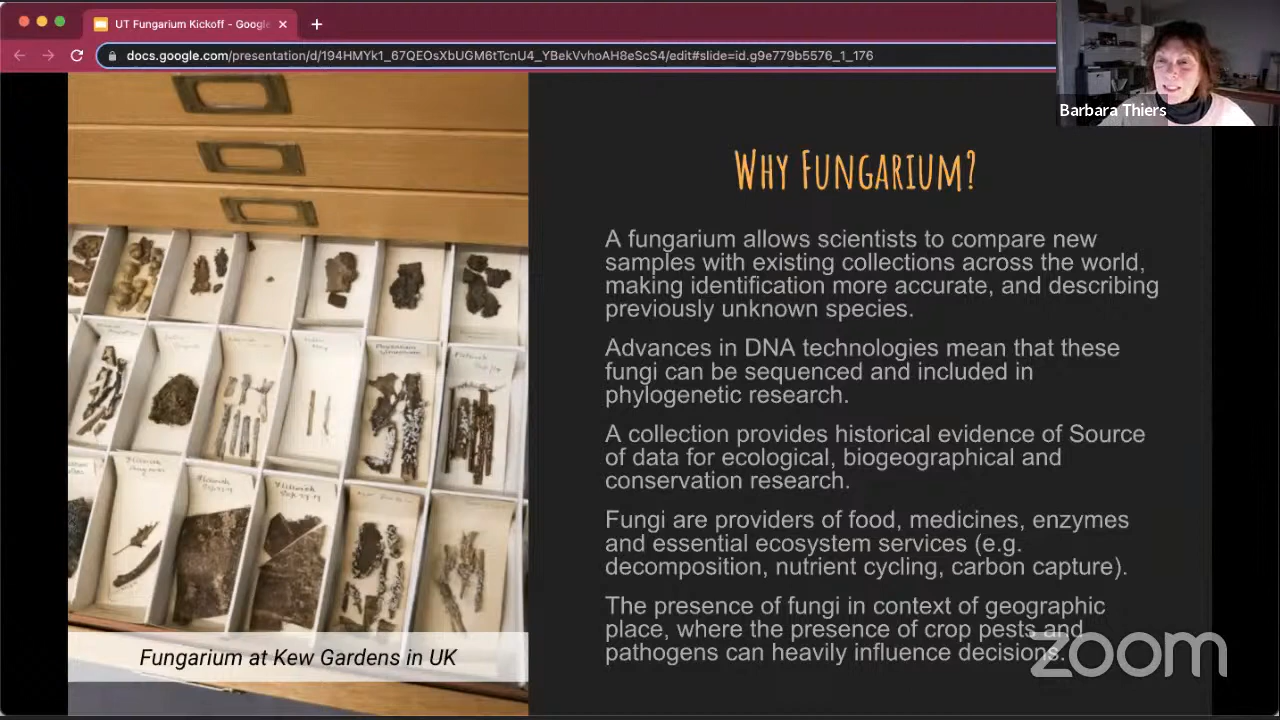 UT Fungarium Kickoff - Googl
docs.google.com/presentation/d/194HMYk1_67QEOsXbUGM6tTcnU4_YBekVvhoAH8eScS4/edit#slide=id.g9e779b5576_1_176
Barbara Thiers
WHY FUNGARIUM?
A fungarium allows scientists to compare new
samples with existing collections across the world,
making identification more accurate, and describing
previously unknown species.
Advances in DNA technologies mean that these
fungi can be sequenced and included in
phylogenetic research.
A collection provides historical evidence of Source
of data for ecological, biogeographical and
conservation research.
Fungi are providers of food, medicines, enzymes
and essential ecosystem services (e.g.
decomposition, nutrient cycling, carbon capture).
The presence of fungi in context of geographic
place, where the presence of crop pests and
pathogens can heavily influence decisions.
Fungarium at Kew Gardens in UK
zoom